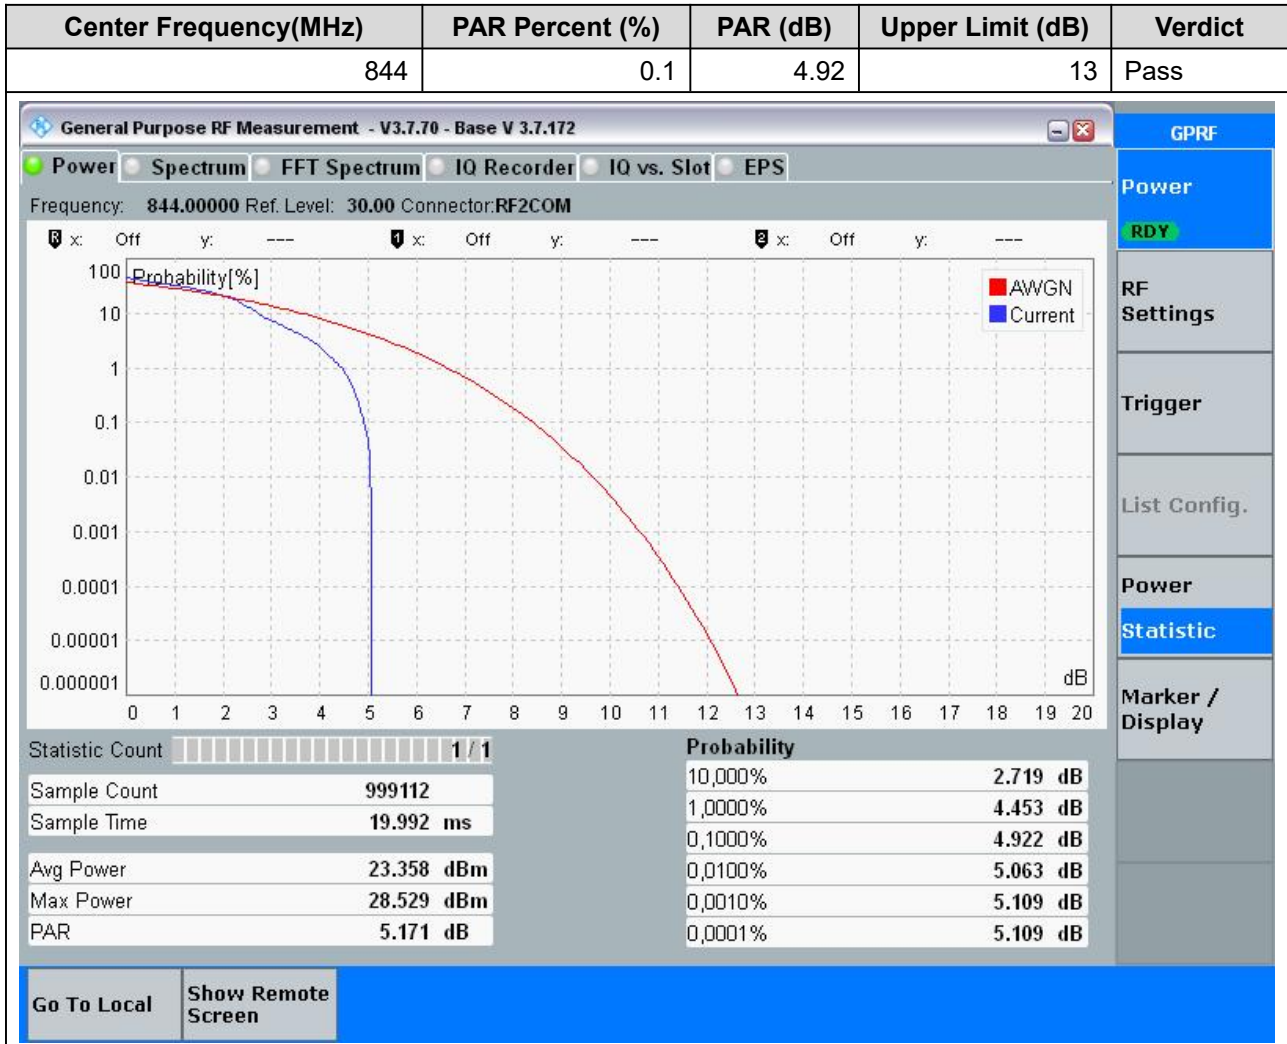 Center Frequency(MHz) PAR Percent (%) PAR (dB) Upper Limit (dB) Verdict
844 0.1 4.92 13 Pass
General Purpose RF Measurement - V3.7.70 - Base V 3.7.172
GPRF
Power Spectrum FFT Spectrum IQ Recorder IQ vs. Slot EPS
Power
RDY
Frequency: 844.00000 Ref. Level: 30.00 Connector:RF2COM
R x: Off y: --- 1 x: Off y: --- 2 x: Off y: ---
Probability[%]
AWGN
Current
100
10
1
0.1
0.01
0.001
0.0001
0.00001
0.000001
dB
0 1 2 3 4 5 6 7 8 9 10 11 12 13 14 15 16 17 18 19 20
RF
Settings
Trigger
List Config.
Power
Statistic
Marker /
Display
Statistic Count 1 / 1
Sample Count 999112
Sample Time 19.992 ms
Avg Power 23.358 dBm
Max Power 28.529 dBm
PAR 5.171 dB
Probability
10,000% 2.719 dB
1,0000% 4.453 dB
0,1000% 4.922 dB
0,0100% 5.063 dB
0,0010% 5.109 dB
0,0001% 5.109 dB
Go To Local
Show Remote
Screen